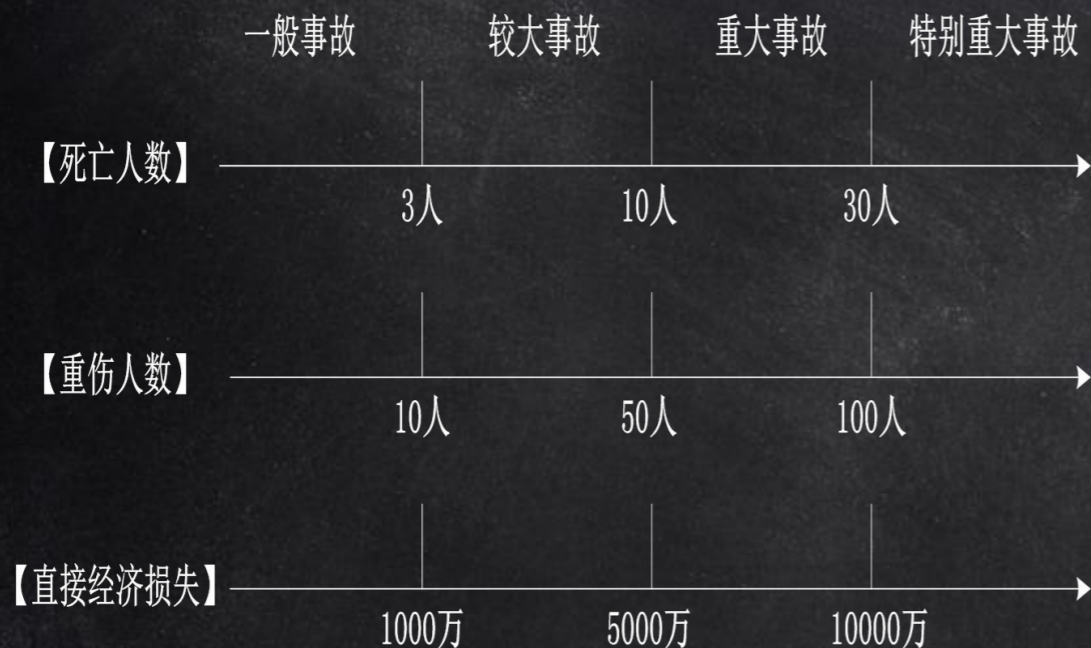 一般事故 较大事故 重大事故 特别重大事故
【死亡人数】
3人 10人 30人
【重伤人数】
10人 50人 100人
【直接经济损失】
1000万 5000万 10000万